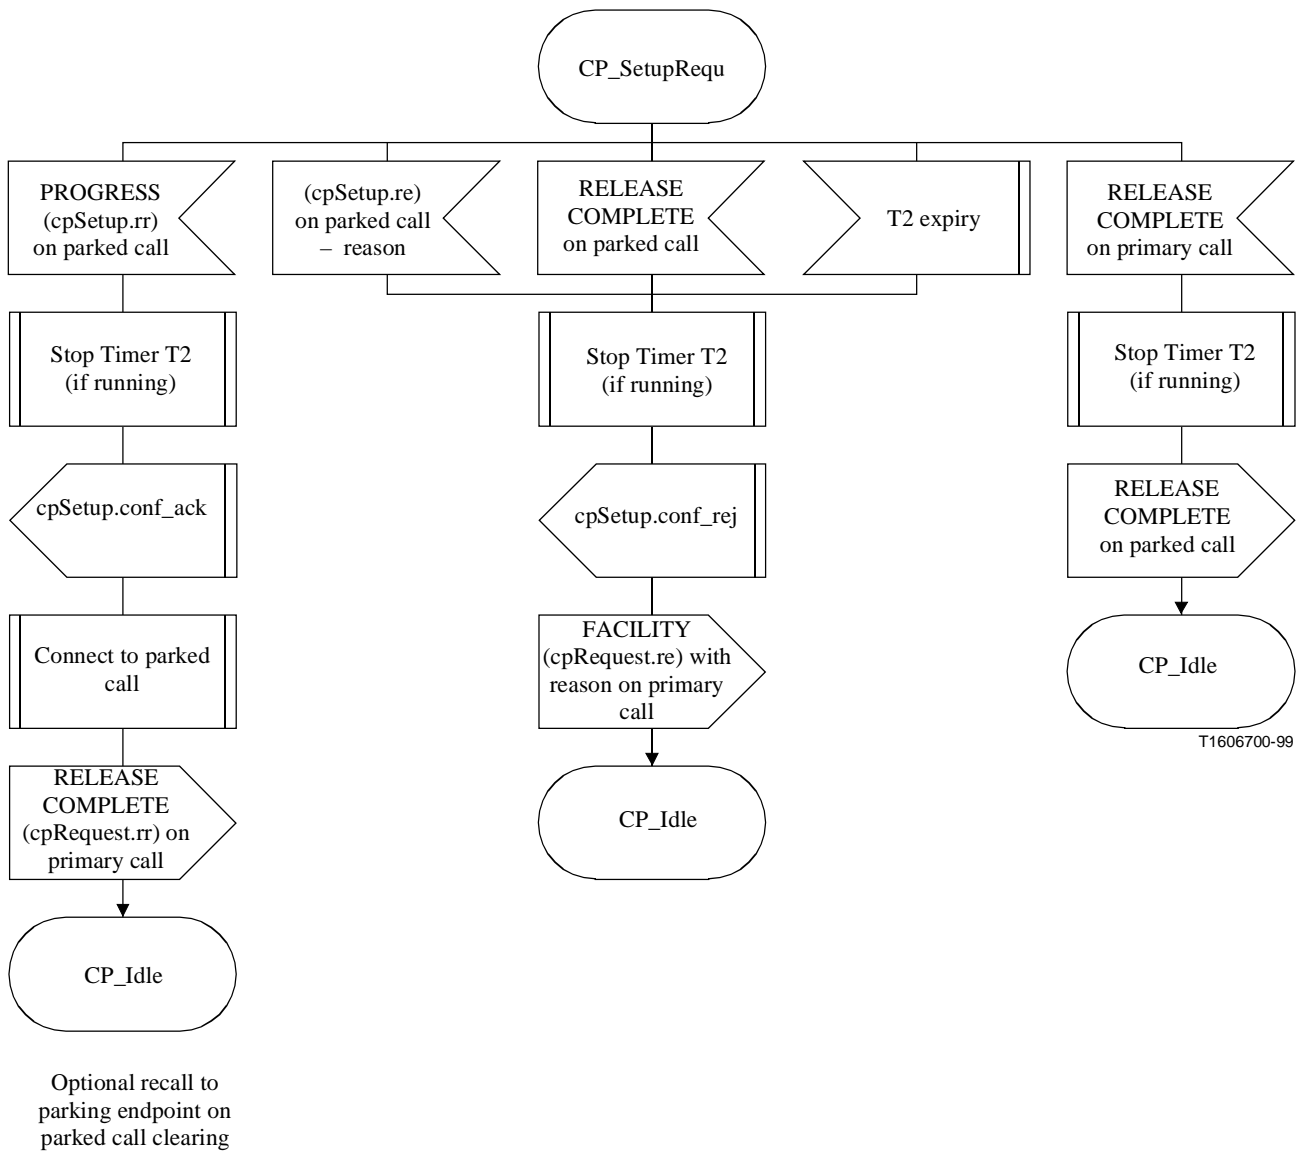 CP_SetupRequ
PROGRESS
(cpSetup.rr)
on parked call
(cpSetup.re)
on parked call
– reason
RELEASE
COMPLETE
on parked call
T2 expiry
RELEASE
COMPLETE
on primary call
Stop Timer T2
(if running)
Stop Timer T2
(if running)
Stop Timer T2
(if running)
cpSetup.conf_ack
cpSetup.conf_rej
RELEASE
COMPLETE
on parked call
Connect to parked
call
FACILITY
(cpRequest.re) with
reason on primary
call
CP_Idle
T1606700-99
RELEASE
COMPLETE
(cpRequest.rr) on
primary call
CP_Idle
CP_Idle
Optional recall to
parking endpoint on
parked call clearing